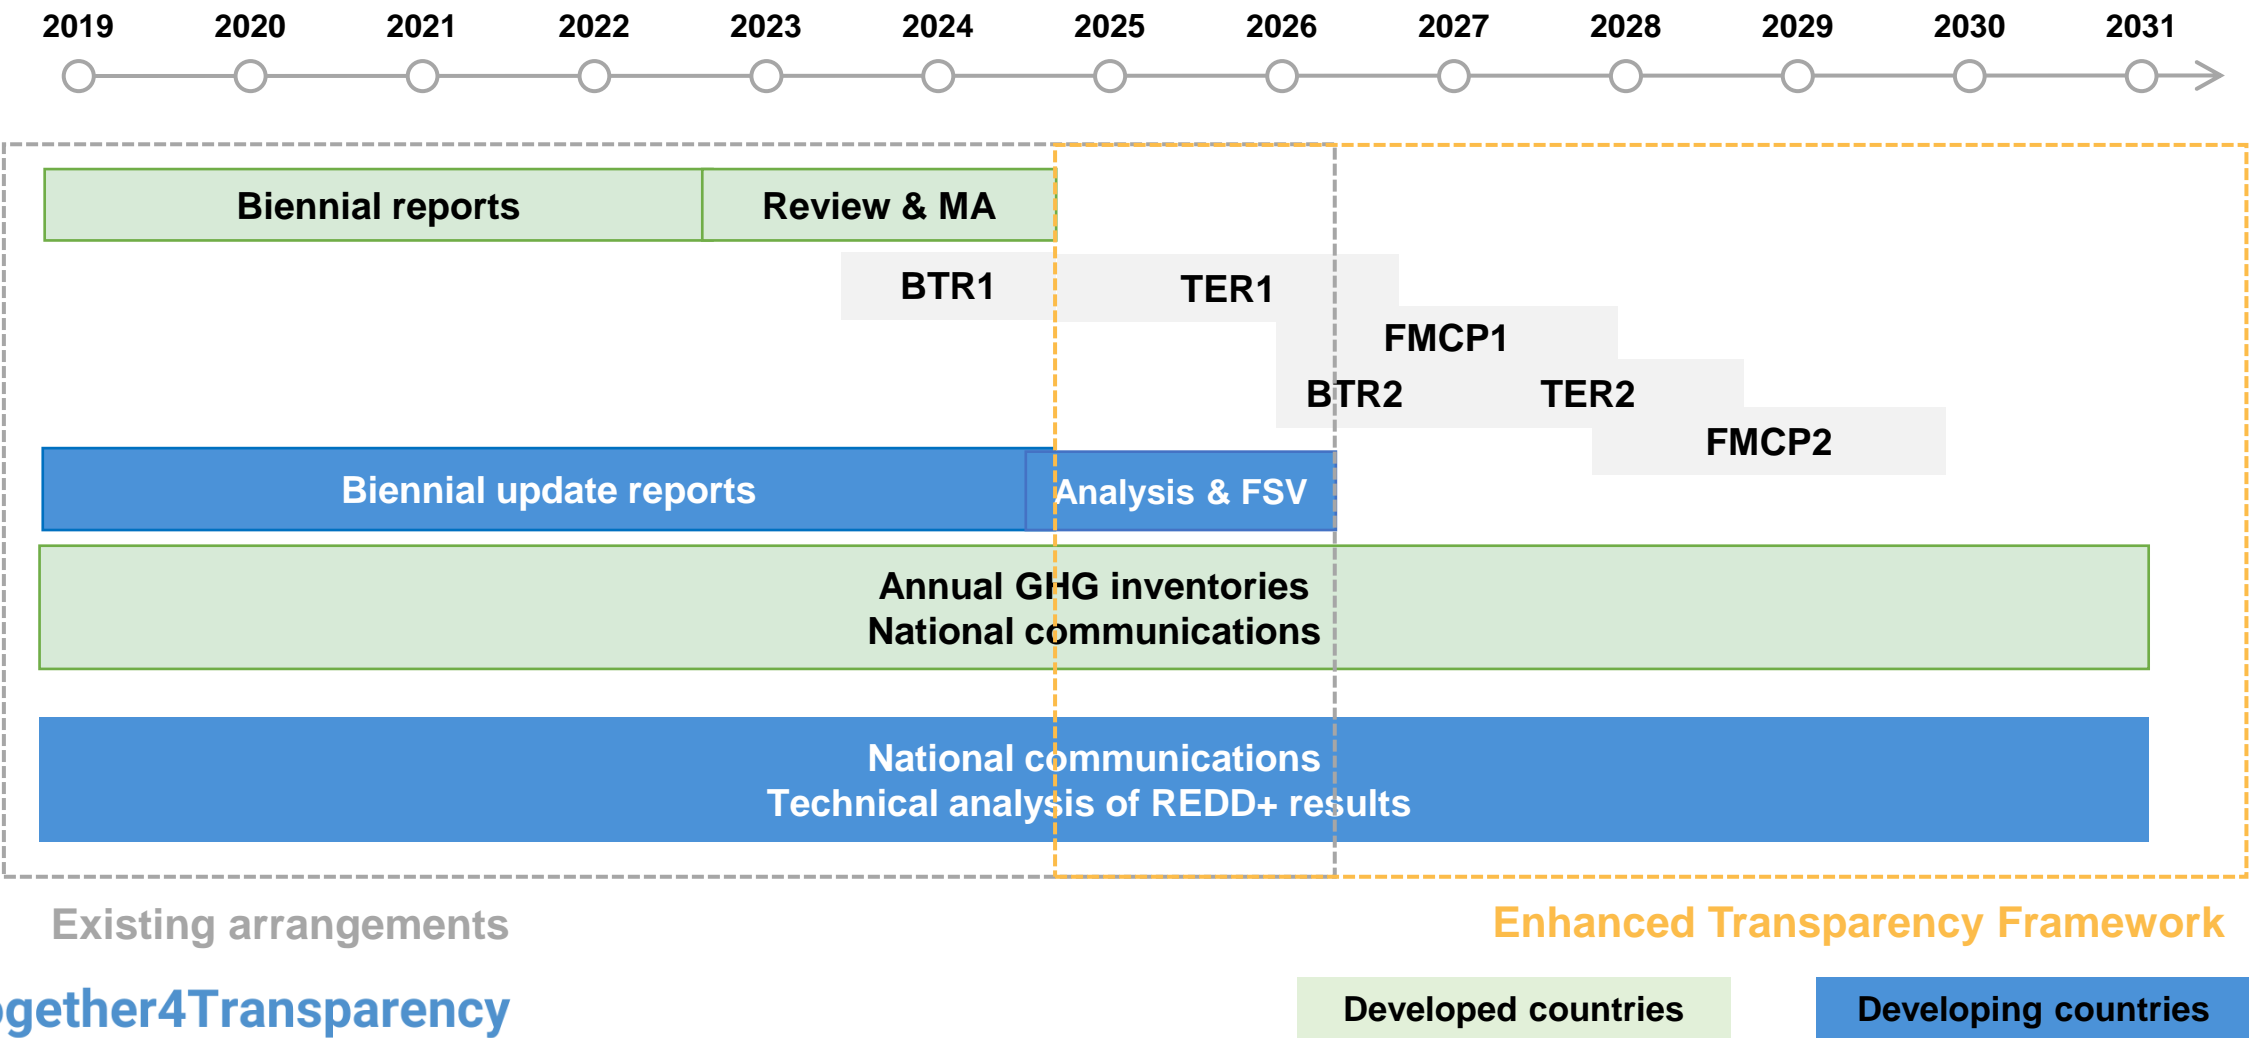 2019 2020 2021 2022 2023 2024 2025 2026 2027 2028 2029 2030 2031
Biennial reports
Review & MA
BTR1
TER1
FMCP1
BTR2
TER2
FMCP2
Biennial update reports
Analysis & FSV
Annual GHG inventories
National communications
National communications
Technical analysis of REDD+ results
Existing arrangements
Enhanced Transparency Framework
ogether4Transparency
Developed countries
Developing countries